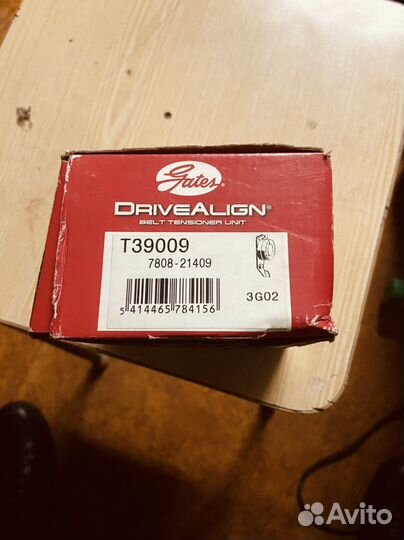 Gates
DRIVEALIGN®
BELT TENSIONER UNIT
T39009
7808-21409
5 414465 784156
3G02
Avito